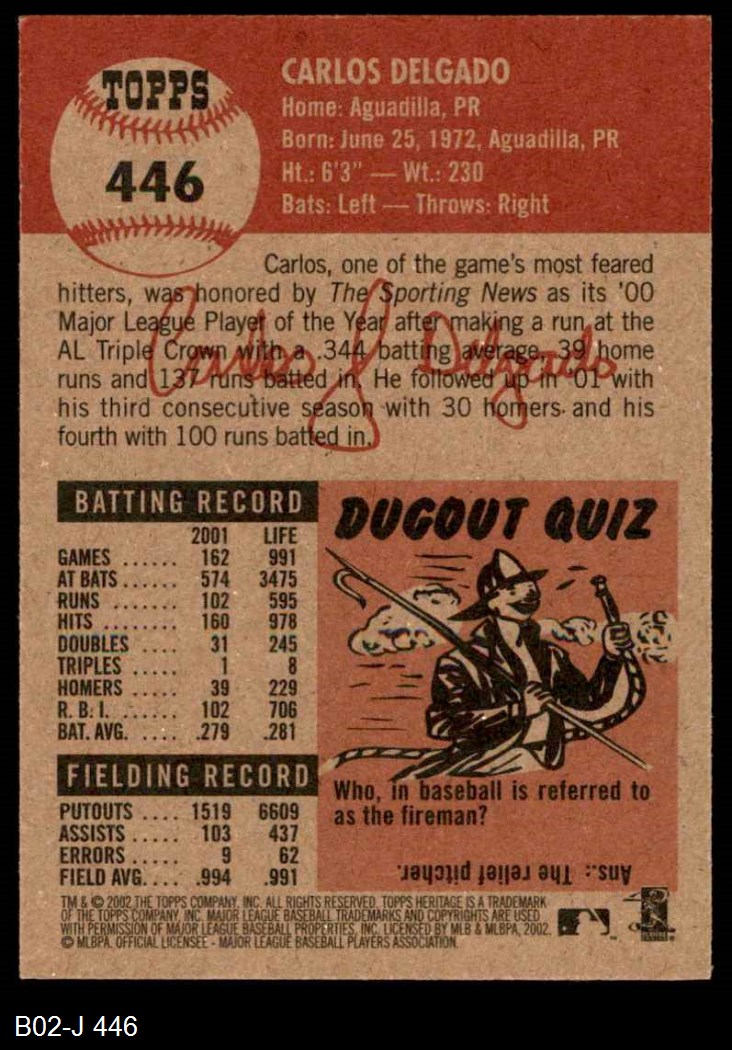 TOPPS
446
CARLOS DELGADO
Home: Aguadilla, PR
Born: June 25, 1972, Aguadilla, PR
Ht.: 6'3" — Wt.: 230
Bats: Left — Throws: Right
Carlos, one of the game's most feared
hitters, was honored by The Sporting News as its '00
Major League Player of the Year after making a run at the
AL Triple Crown with a .344 batting average, 39 home
runs and 137 runs batted in. He followed up in '01 with
his third consecutive season with 30 homers and his
fourth with 100 runs batted in.
Carlos J Delgado
BATTING RECORD
2001 LIFE
GAMES ...... 162 991
AT BATS ...... 574 3475
RUNS ....... 102 595
HITS ........ 160 978
DOUBLES .... 31 245
TRIPLES ..... 1 8
HOMERS .... 39 229
R. B. I. ...... 102 706
BAT. AVG. .... .279 .281
FIELDING RECORD
PUTOUTS .... 1519 6609
ASSISTS ..... 103 437
ERRORS ..... 9 62
FIELD AVG.... .994 .991
DUGOUT QUIZ
Who, in baseball is referred to
as the fireman?
Ans.: The relief pitcher.
TM & © 2002 THE TOPPS COMPANY, INC. ALL RIGHTS RESERVED. TOPPS HERITAGE IS A TRADEMARK
OF THE TOPPS COMPANY, INC. MAJOR LEAGUE BASEBALL TRADEMARKS AND COPYRIGHTS ARE USED
WITH PERMISSION OF MAJOR LEAGUE BASEBALL PROPERTIES, INC. LICENSED BY MLB & MLBPA, 2002.
© MLBPA, OFFICIAL LICENSEE - MAJOR LEAGUE BASEBALL PLAYERS ASSOCIATION.
B02-J 446